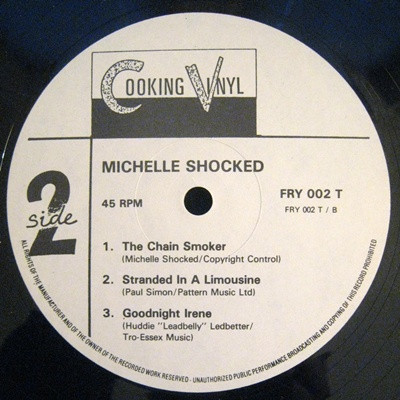 COOKING VINYL
MICHELLE SHOCKED
45 RPM
FRY 002 T
FRY 002 T / B
side 2
1. The Chain Smoker
(Michelle Shocked/Copyright Control)
2. Stranded In A Limousine
(Paul Simon/Pattern Music Ltd)
3. Goodnight Irene
(Huddie "Leadbelly" Ledbetter/
Tro-Essex Music)
ALL RIGHTS OF THE MANUFACTURER AND OF THE OWNER OF THE RECORDED WORK RESERVED - UNAUTHORIZED PUBLIC PERFORMANCE BROADCASTING AND COPYING OF THIS RECORD PROHIBITED